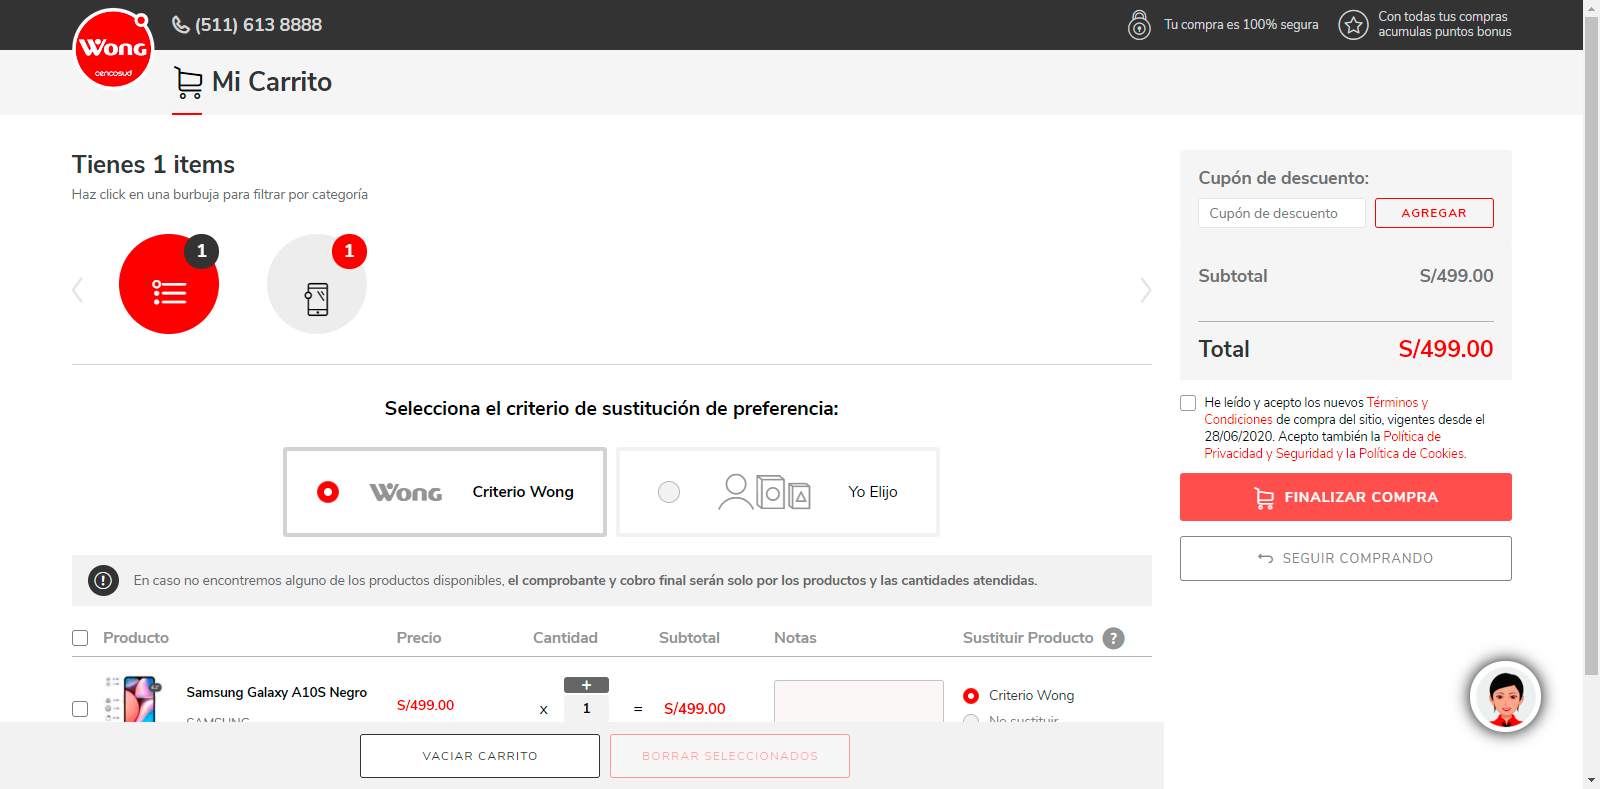 Wong
cencosud
(511) 613 8888
Tu compra es 100% segura
Con todas tus compras
acumulas puntos bonus
Mi Carrito
Tienes 1 items
Haz click en una burbuja para filtrar por categoría
1
1
Selecciona el criterio de sustitución de preferencia:
Wong
Criterio Wong
Yo Elijo
En caso no encontremos alguno de los productos disponibles, el comprobante y cobro final serán solo por los productos y las cantidades atendidas.
Producto Precio Cantidad Subtotal Notas Sustituir Producto ?
Samsung Galaxy A10S Negro
SAMSUNG
S/499.00
+
x 1 = S/499.00
Criterio Wong
No sustituir
VACIAR CARRITO
BORRAR SELECCIONADOS
Cupón de descuento:
Cupón de descuento
AGREGAR
Subtotal S/499.00
Total S/499.00
He leído y acepto los nuevos Términos y
Condiciones de compra del sitio, vigentes desde el
28/06/2020. Acepto también la Política de
Privacidad y Seguridad y la Política de Cookies.
FINALIZAR COMPRA
SEGUIR COMPRANDO